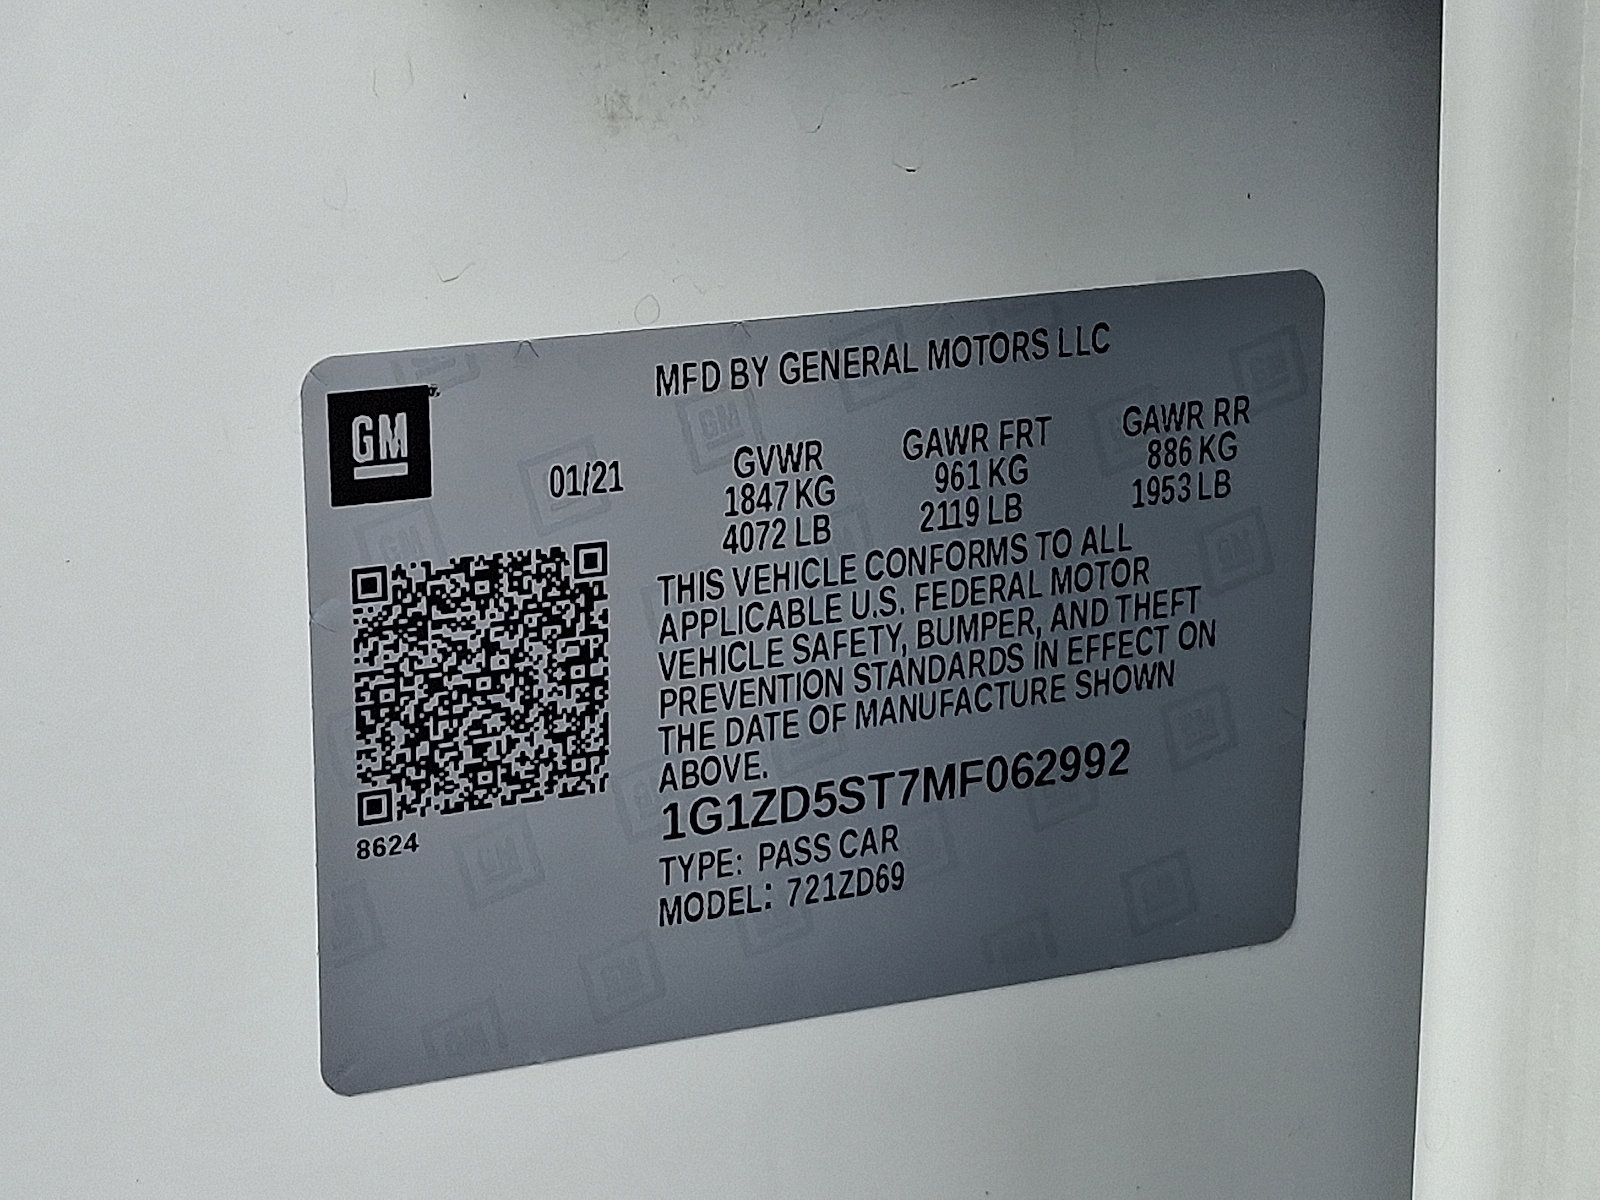 MFD BY GENERAL MOTORS LLC
GM
01/21
GVWR GAWR FRT GAWR RR
1847 KG 961 KG 886 KG
4072 LB 2119 LB 1953 LB
THIS VEHICLE CONFORMS TO ALL
APPLICABLE U.S. FEDERAL MOTOR
VEHICLE SAFETY, BUMPER, AND THEFT
PREVENTION STANDARDS IN EFFECT ON
THE DATE OF MANUFACTURE SHOWN
ABOVE.
1G1ZD5ST7MF062992
8624
TYPE: PASS CAR
MODEL: 721ZD69